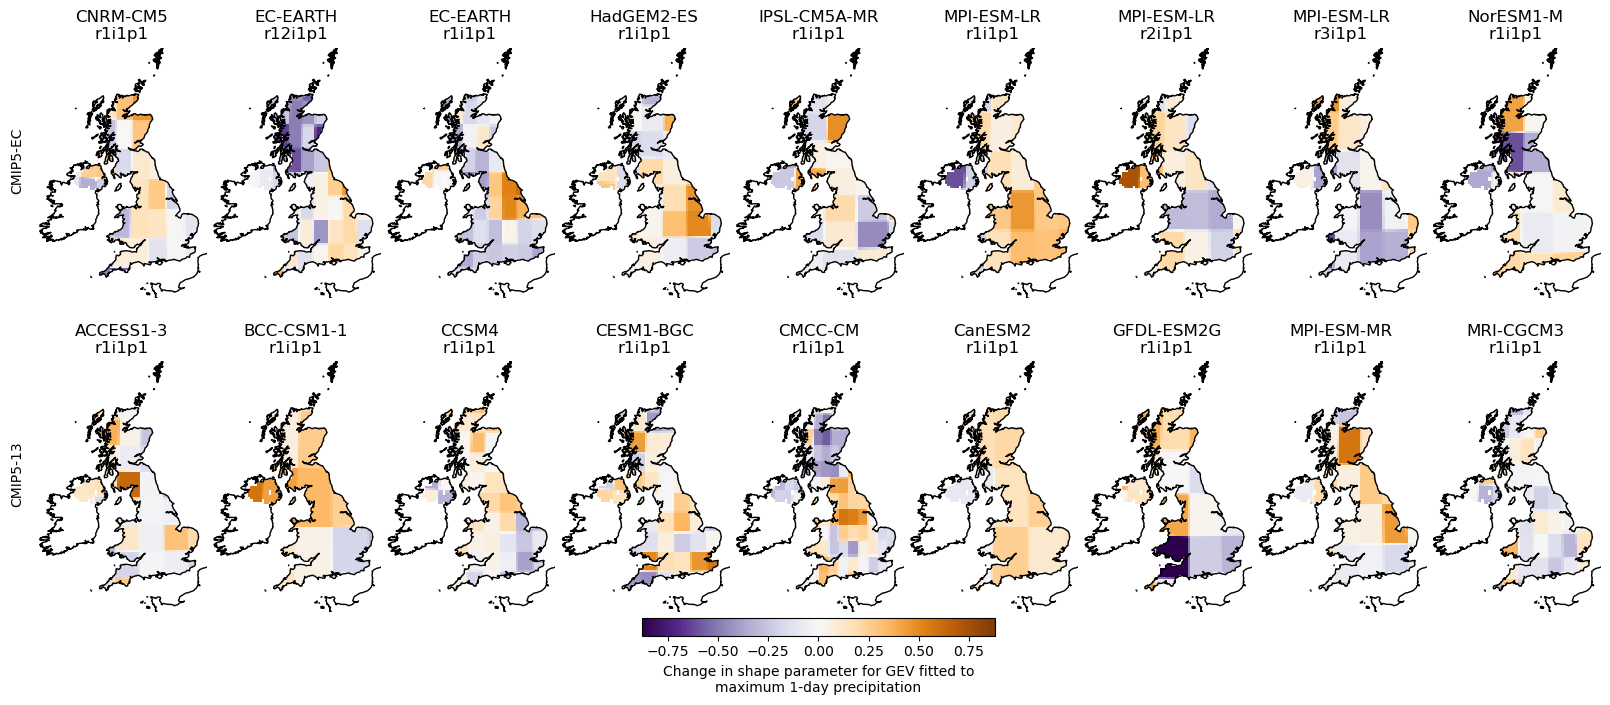 CNRM-CM5 EC-EARTH EC-EARTH HadGEM2-ES IPSL-CM5A-MR MPI-ESM-LR MPI-ESM-LR MPI-ESM-LR NorESM1-M
r1i1p1 r12i1p1 r1i1p1 r1i1p1 r1i1p1 r1i1p1 r2i1p1 r3i1p1 r1i1p1
CMIP5-EC
ACCESS1-3 BCC-CSM1-1 CCSM4 CESM1-BGC CMCC-CM CanESM2 GFDL-ESM2G MPI-ESM-MR MRI-CGCM3
r1i1p1 r1i1p1 r1i1p1 r1i1p1 r1i1p1 r1i1p1 r1i1p1 r1i1p1 r1i1p1
CMIP5-13
−0.75 −0.50 −0.25 0.00 0.25 0.50 0.75
Change in shape parameter for GEV fitted to
maximum 1-day precipitation